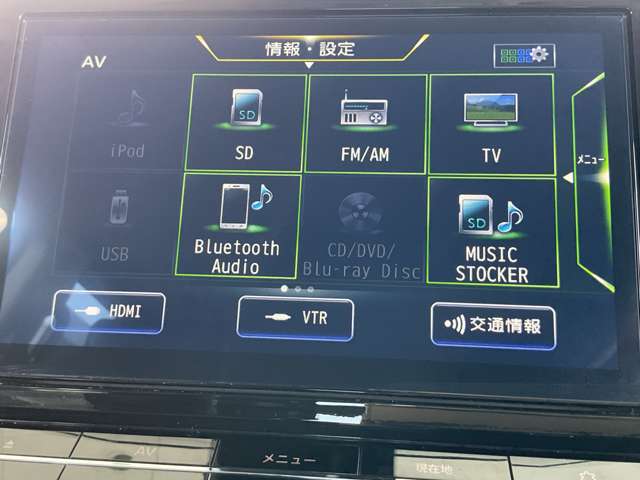 情報・設定
AV
iPod
SD
SD
FM/AM
TV
メニュー
USB
Bluetooth
Audio
CD/DVD/
Blu-ray Disc
SD
MUSIC
STOCKER
HDMI
VTR
交通情報
AV
メニュー
現在地